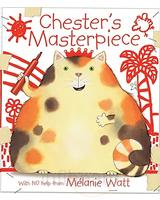 Chester's
Masterpiece
With NO help from: Mélanie Watt